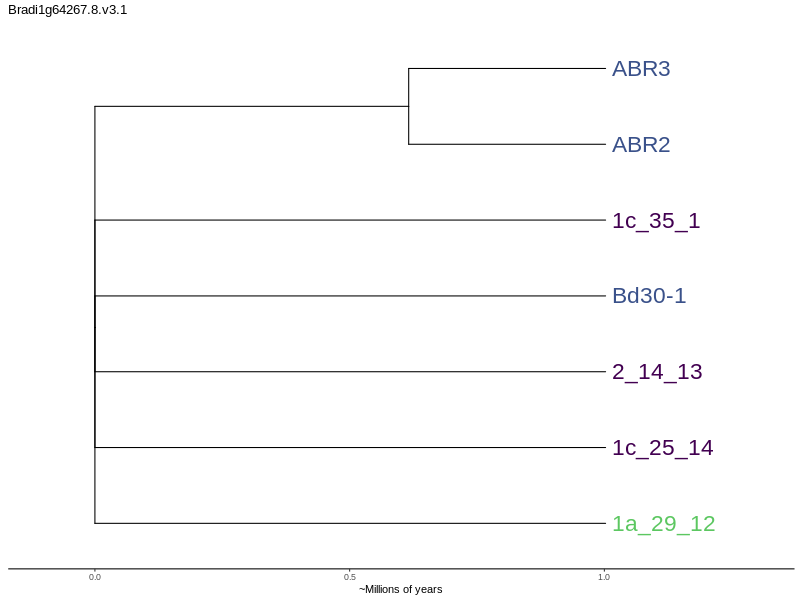 Bradi1g64267.8.v3.1
ABR3
ABR2
1c_35_1
Bd30-1
2_14_13
1c_25_14
1a_29_12
0.0 0.5 1.0
~Millions of years